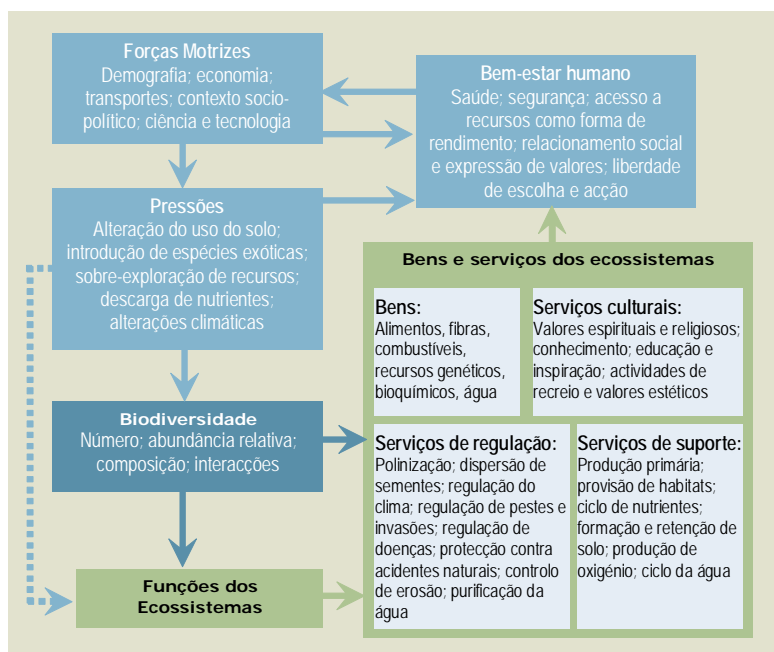 Forças Motrizes
Demografia; economia;
transportes; contexto socio-
político; ciência e tecnologia
Bem-estar humano
Saúde; segurança; acesso a
recursos como forma de
rendimento; relacionamento social
e expressão de valores; liberdade
de escolha e acção
Pressões
Alteração do uso do solo;
introdução de espécies exóticas;
sobre-exploração de recursos;
descarga de nutrientes;
alterações climáticas
Biodiversidade
Número; abundância relativa;
composição; interacções
Funções dos
Ecossistemas
Bens e serviços dos ecossistemas
Bens:
Alimentos, fibras,
combustíveis,
recursos genéticos,
bioquímicos, água
Serviços culturais:
Valores espirituais e religiosos;
conhecimento; educação e
inspiração; actividades de
recreio e valores estéticos
Serviços de regulação:
Polinização; dispersão de
sementes; regulação do
clima; regulação de pestes e
invasões; regulação de
doenças; protecção contra
acidentes naturais; controlo
de erosão; purificação da
água
Serviços de suporte:
Produção primária;
provisão de habitats;
ciclo de nutrientes;
formação e retenção de
solo; produção de
oxigénio; ciclo da água